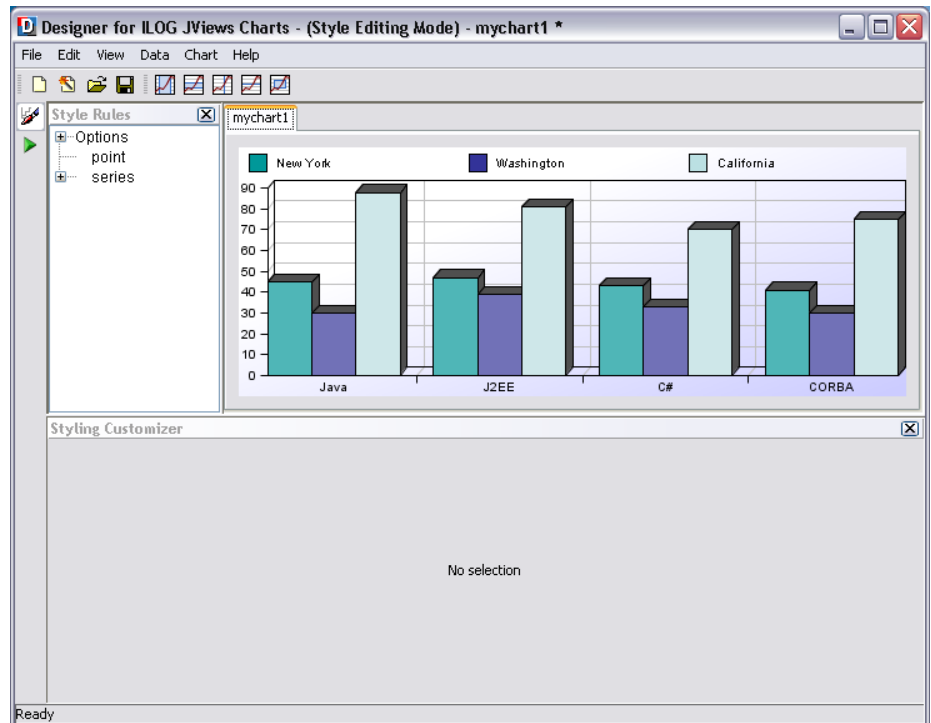 Designer for ILOG JViews Charts - (Style Editing Mode) - mychart1 *
File Edit View Data Chart Help
Style Rules
Options
point
series
mychart1
New York Washington California
90
80
70
60
50
40
30
20
10
0
Java J2EE C# CORBA
Styling Customizer
No selection
Ready